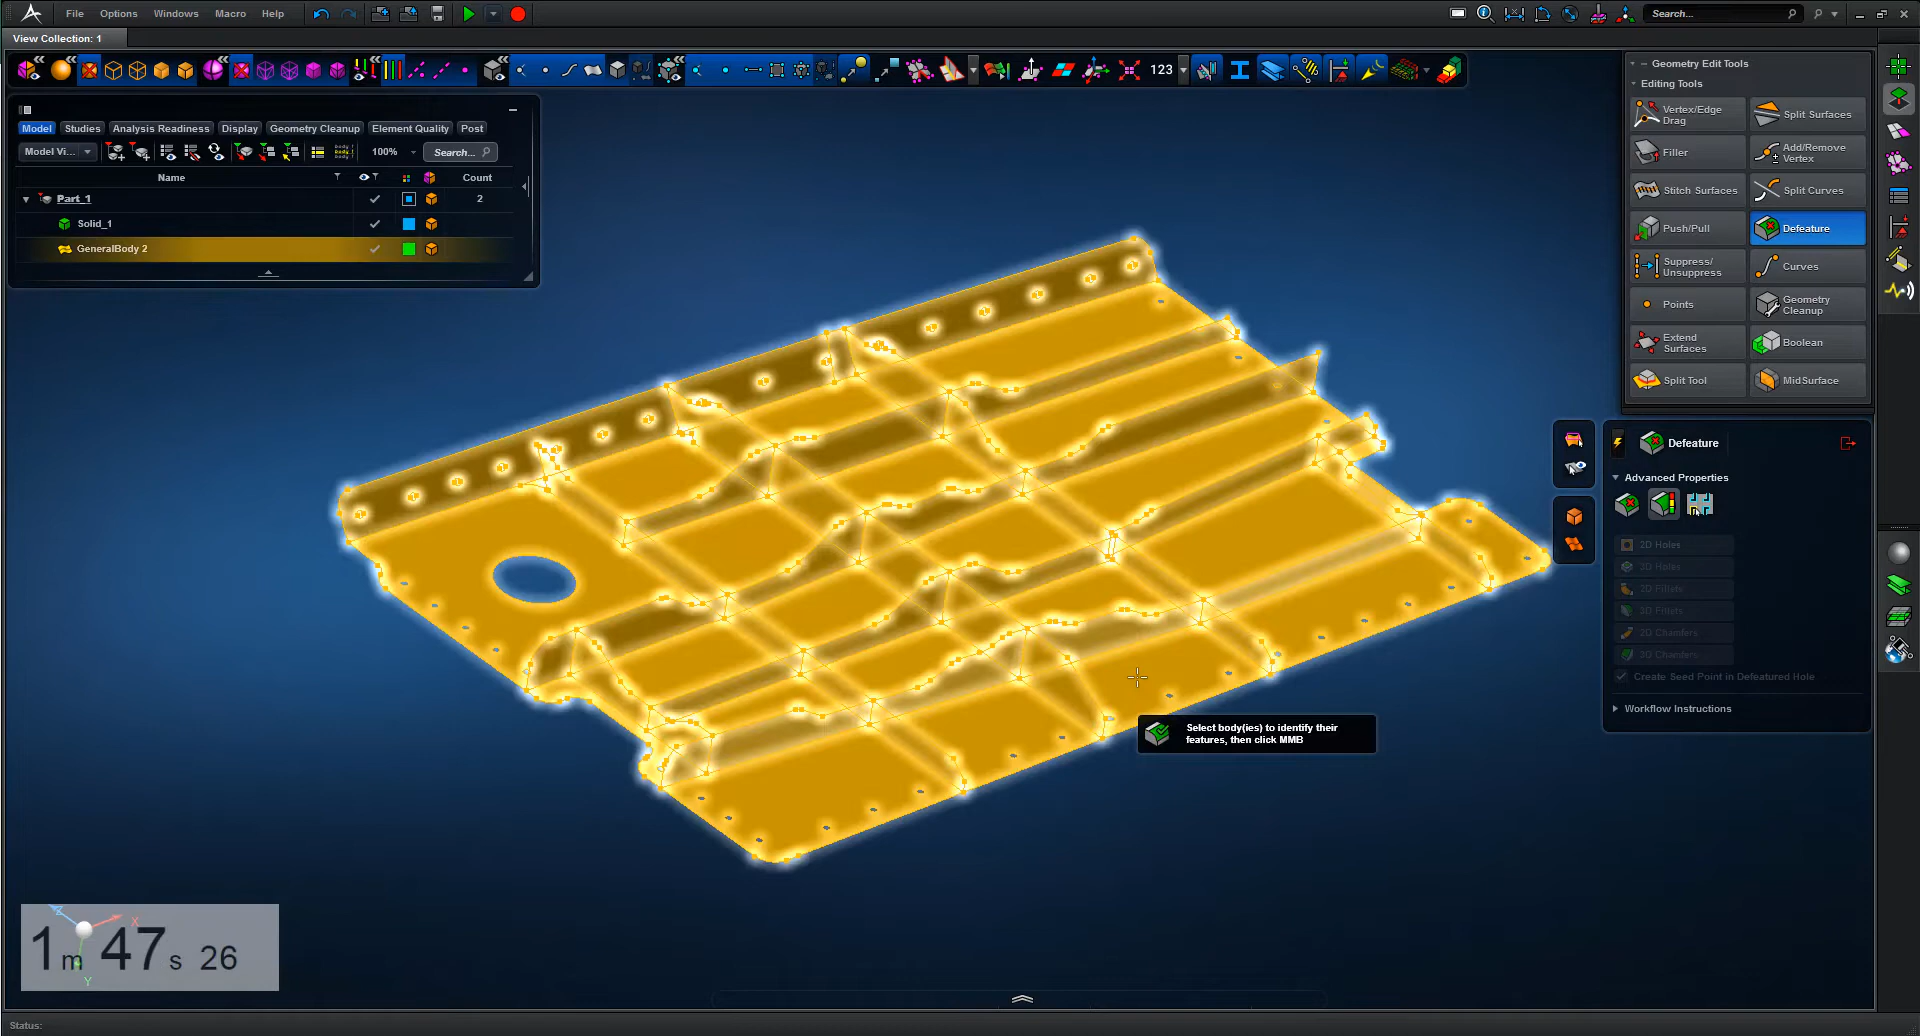 File Options Windows Macro Help
Search...
View Collection: 1
123
Model Studies Analysis Readiness Display Geometry Cleanup Element Quality Post
Model Vi... 100% Search...
Name Count
Part_1 2
Solid_1
GeneralBody 2
Geometry Edit Tools
Editing Tools
Vertex/Edge Drag
Split Surfaces
Filler
Add/Remove Vertex
Stitch Surfaces
Split Curves
Push/Pull
Defeature
Suppress/ Unsuppress
Curves
Points
Geometry Cleanup
Extend Surfaces
Boolean
Split Tool
MidSurface
Defeature
Advanced Properties
2D Holes
3D Holes
2D Fillets
3D Fillets
2D Chamfers
3D Chamfers
Create Seed Point in Defeatured Hole
Workflow Instructions
Select body(ies) to identify their
features, then click MMB
Z X
1m 47s 26
Y
Status: